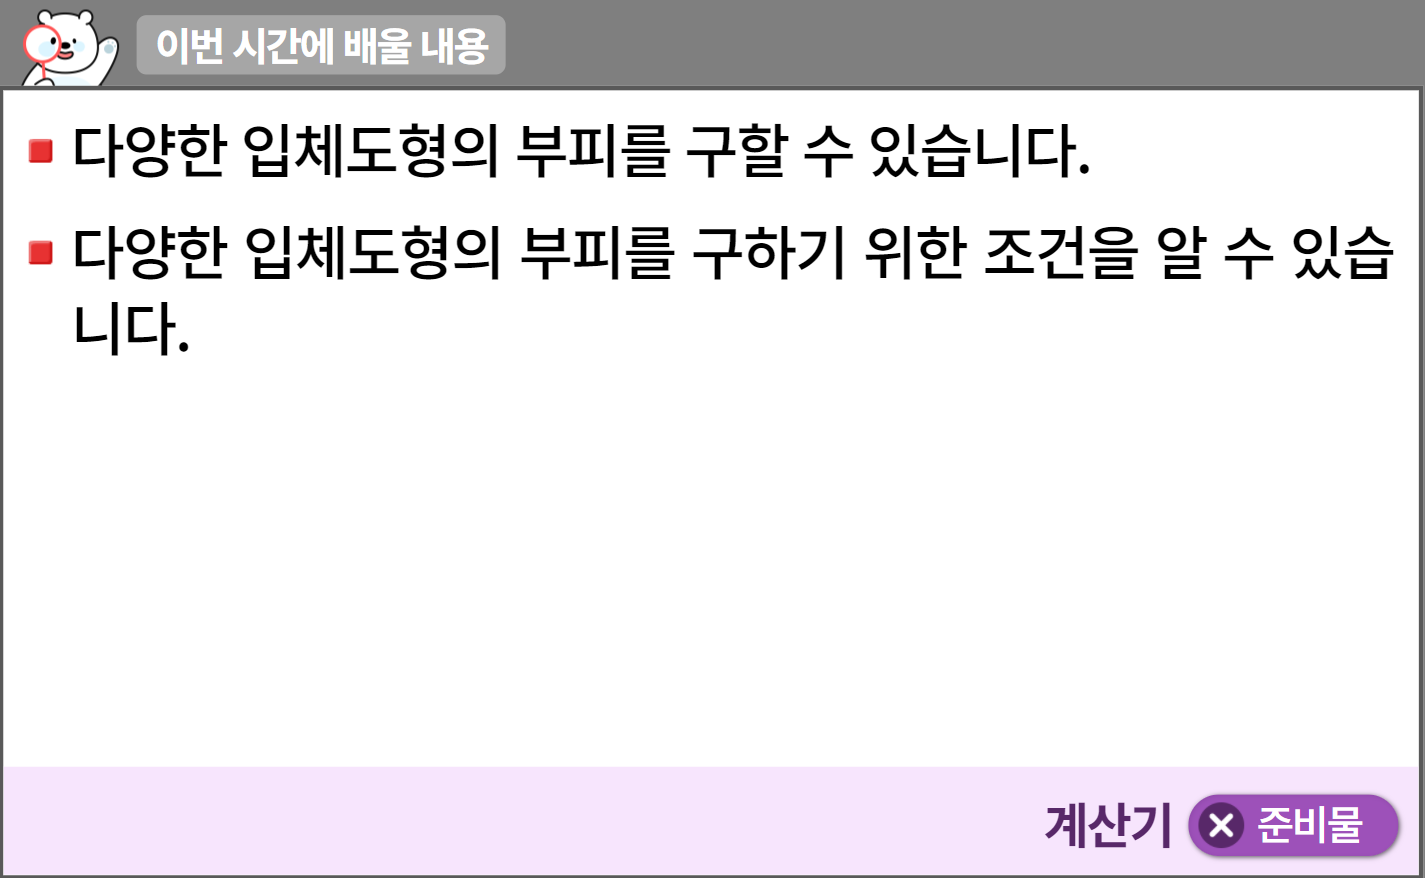 이번 시간에 배울 내용
다양한 입체도형의 부피를 구할 수 있습니다.
다양한 입체도형의 부피를 구하기 위한 조건을 알 수 있습
니다.
계산기 준비물